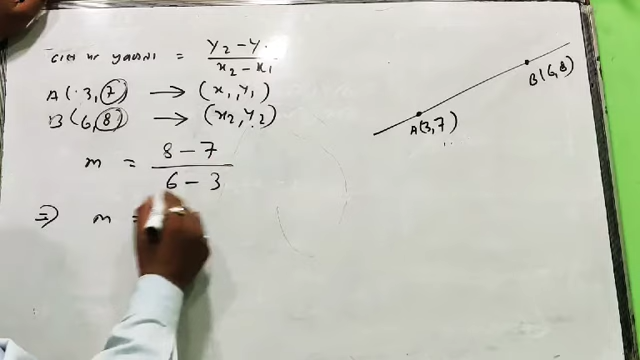 = y₂ - y₁ / x₂ - x₁
A(3, 7) → (x₁, y₁)
B(6, 8) → (x₂, y₂)
m = 8 - 7 / 6 - 3
⇒ m =
B(6, 8)
A(3, 7)